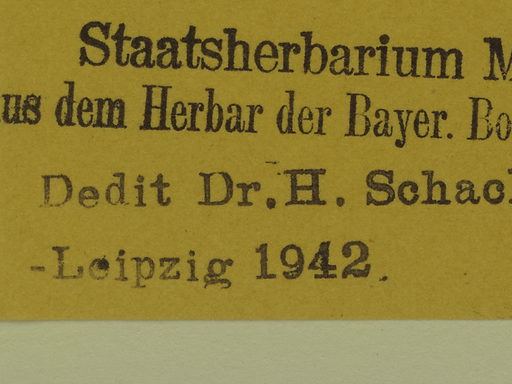 Staatsherbarium M
us dem Herbar der Bayer. Bo
Dedit Dr. H. Schac
-Leipzig 1942.